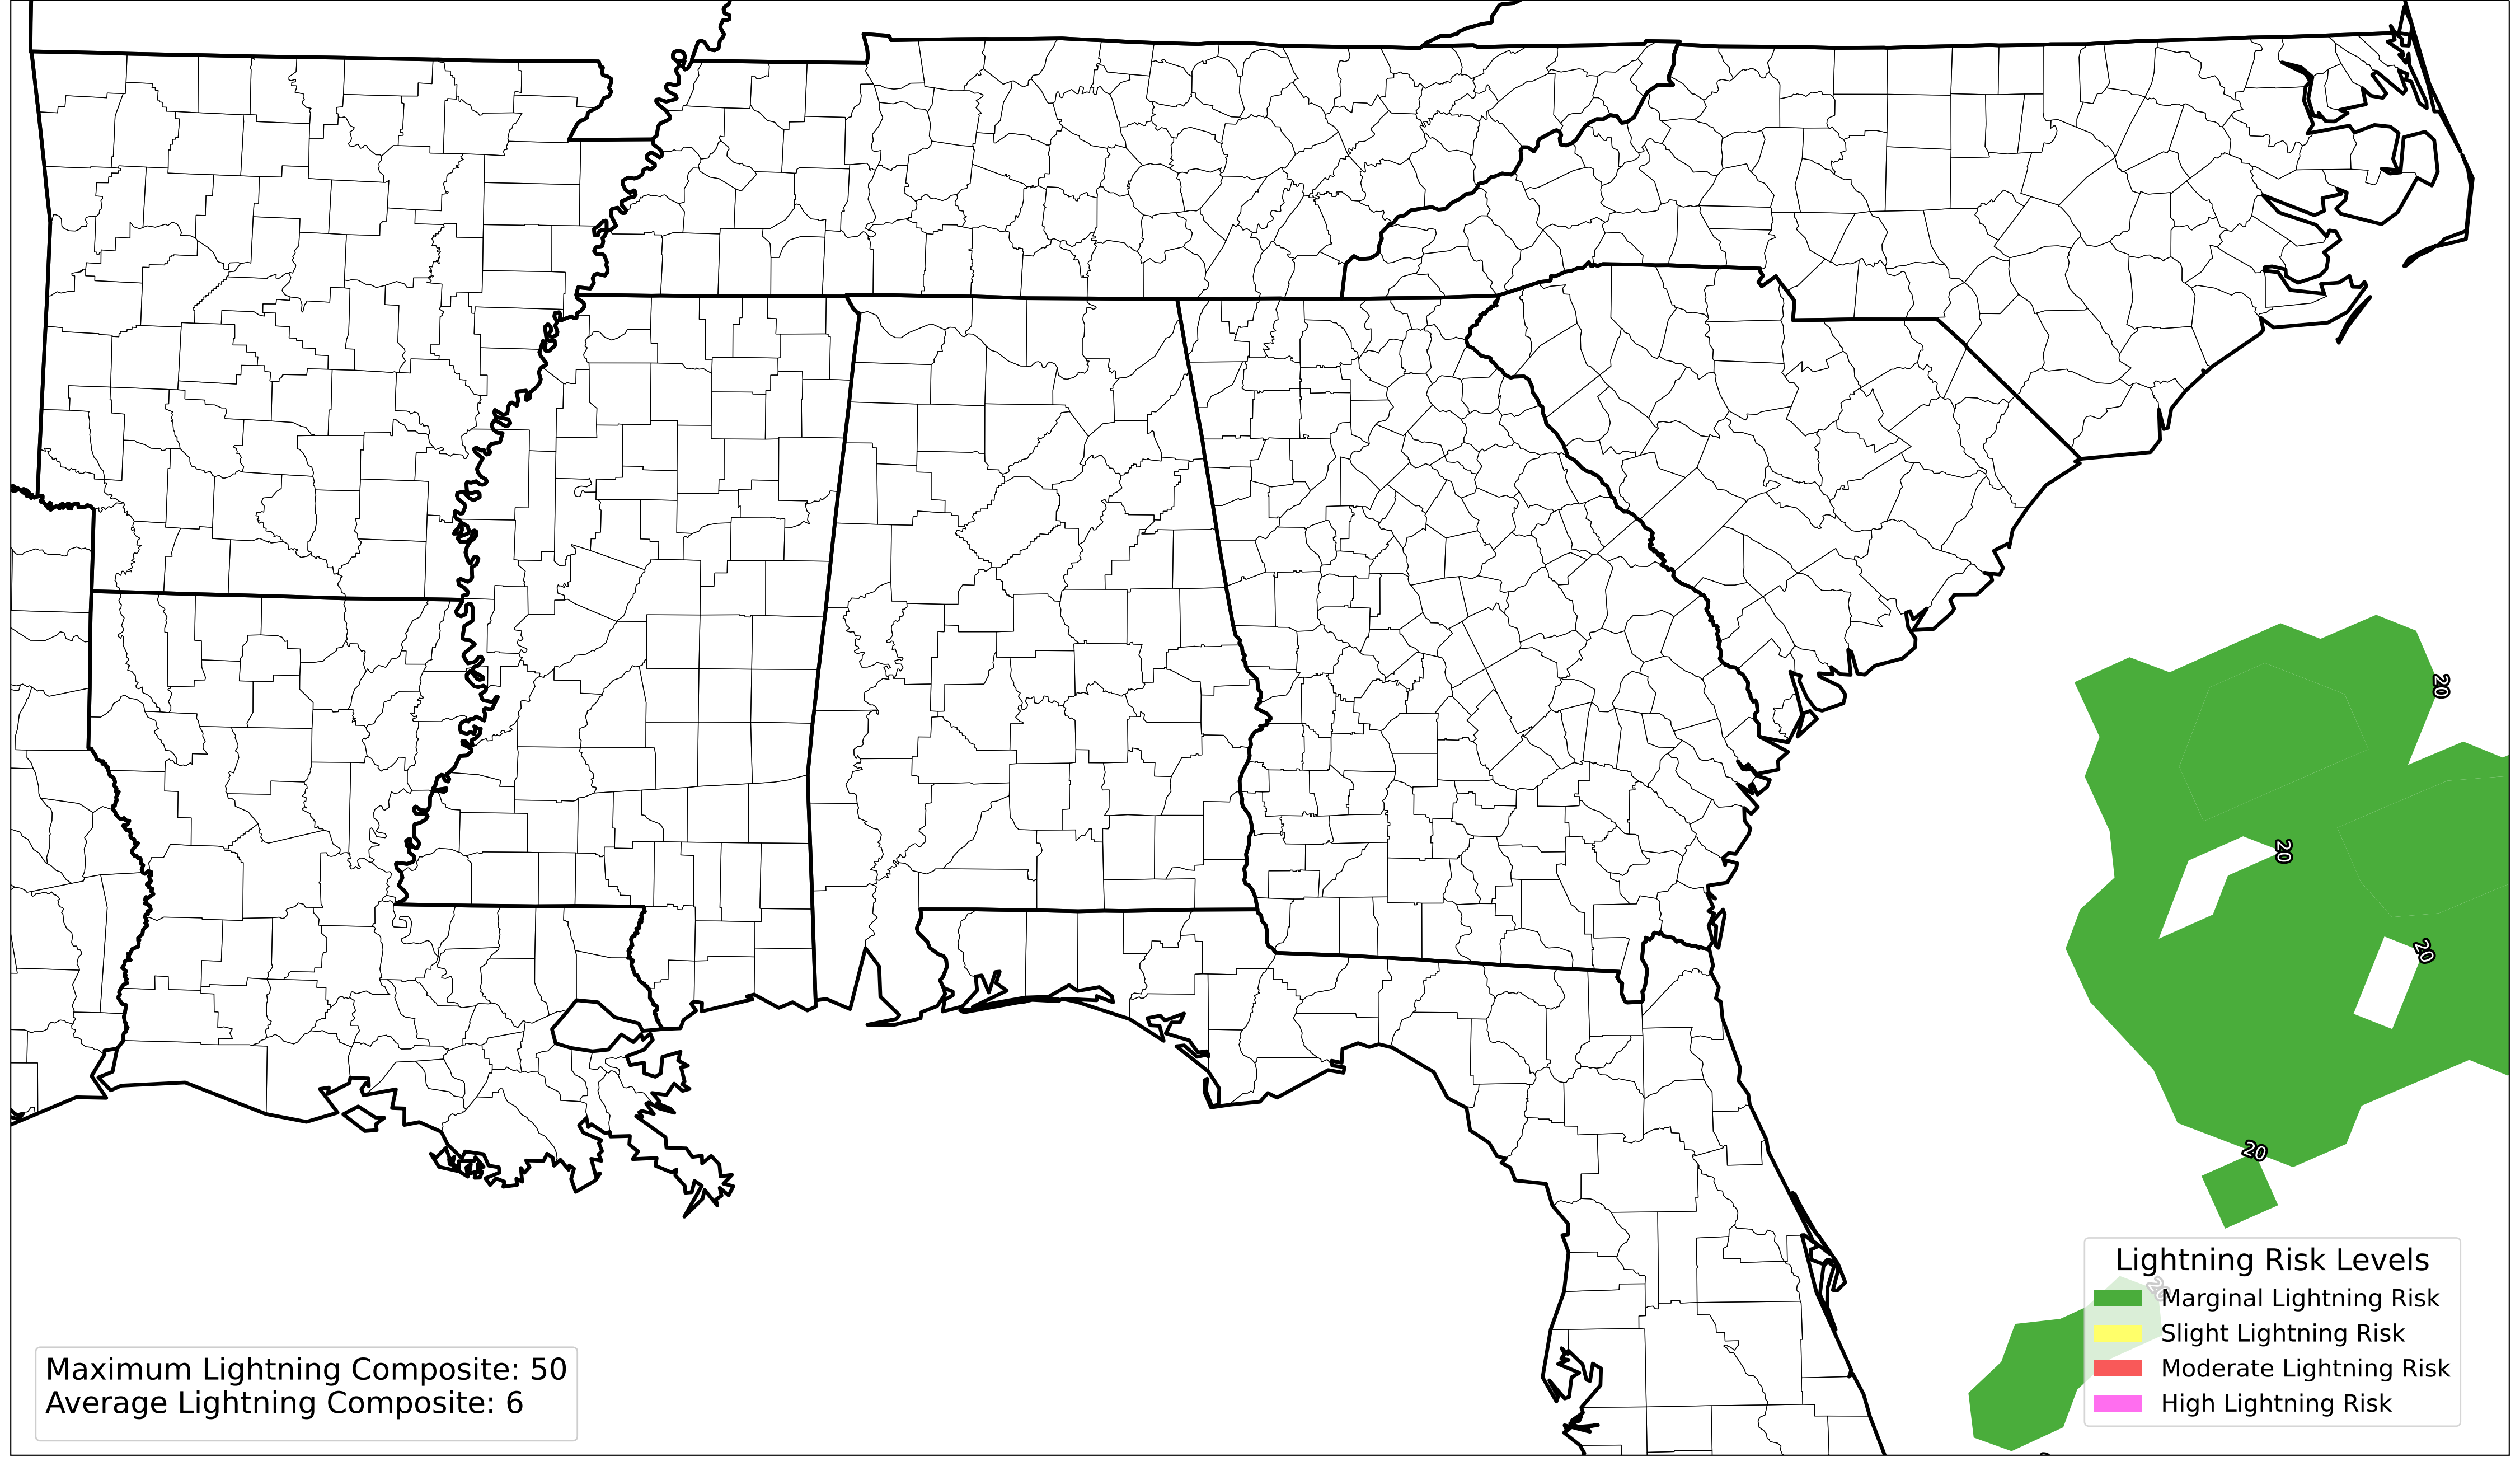 20
20
20
20
Lightning Risk Levels
20
Marginal Lightning Risk
Slight Lightning Risk
Moderate Lightning Risk
High Lightning Risk
Maximum Lightning Composite: 50
Average Lightning Composite: 6